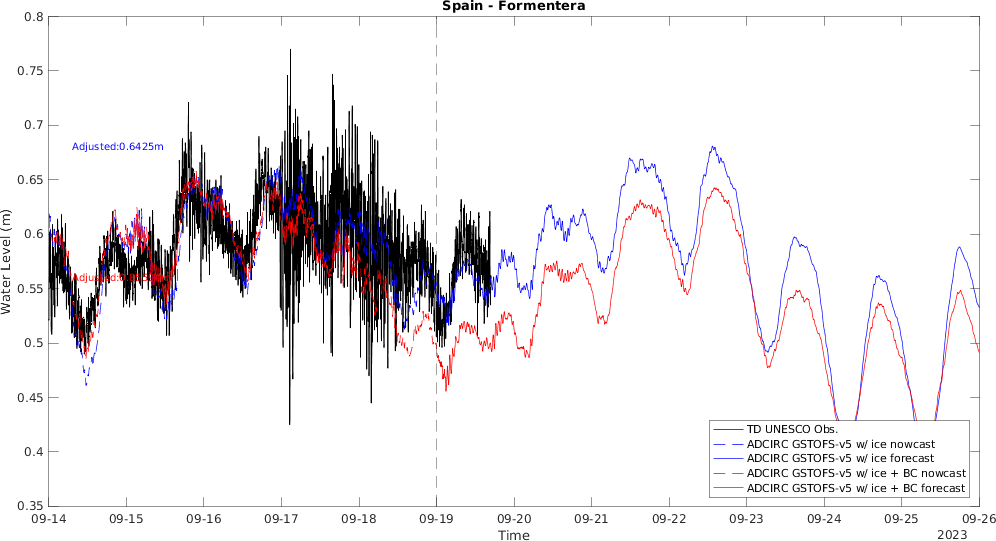 Spain - Formentera
0.8
0.75
0.7
0.65
0.6
0.55
0.5
0.45
0.4
0.35
Water Level (m)
Adjusted:0.6425m
TD UNESCO Obs.
ADCIRC GSTOFS-v5 w/ ice nowcast
ADCIRC GSTOFS-v5 w/ ice forecast
ADCIRC GSTOFS-v5 w/ ice + BC nowcast
ADCIRC GSTOFS-v5 w/ ice + BC forecast
09-14 09-15 09-16 09-17 09-18 09-19 09-20 09-21 09-22 09-23 09-24 09-25 09-26
Time
2023